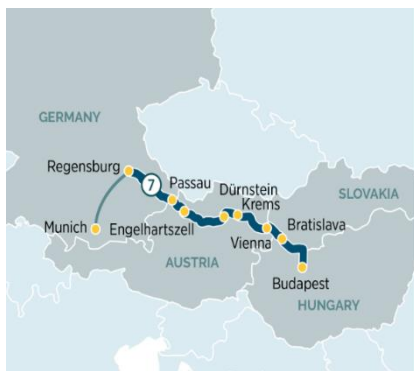 GERMANY
Regensburg
7
Passau
Dürnstein
Krems
SLOVAKIA
Munich
Engelhartszell
Bratislava
Vienna
AUSTRIA
Budapest
HUNGARY